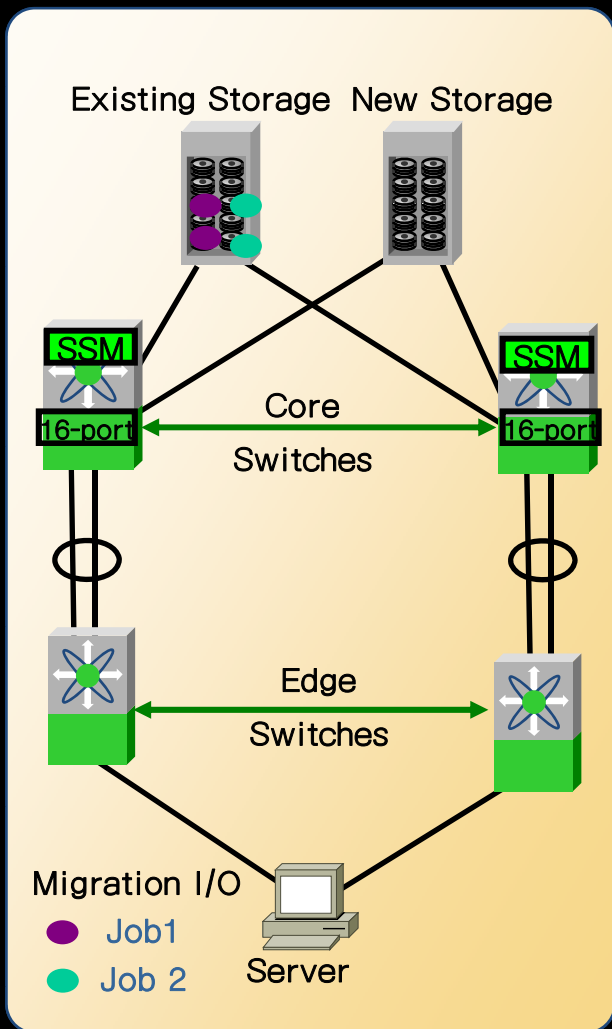 Existing Storage New Storage
SSM
SSM
Core
16-port
16-port
Switches
Edge
Switches
Migration I/O
Job1
Server
Job 2